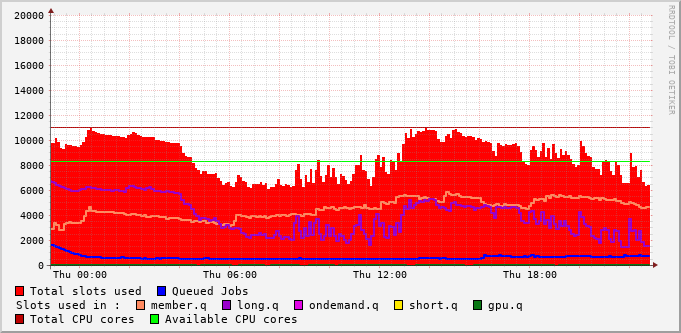 20000
18000
16000
14000
12000
10000
8000
6000
4000
2000
0
Thu 00:00 Thu 06:00 Thu 12:00 Thu 18:00
RRDTOOL / TOBI OETIKER
Total slots used Queued Jobs
Slots used in : member.q long.q ondemand.q short.q gpu.q
Total CPU cores Available CPU cores